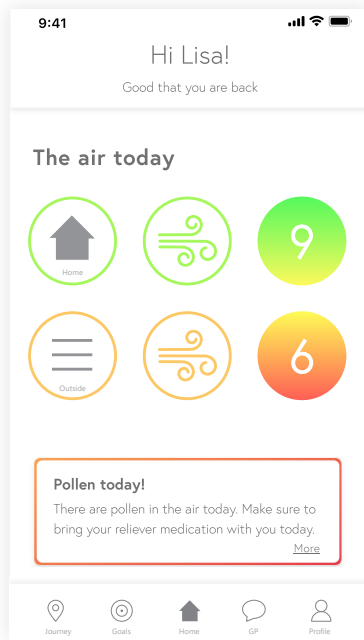 9:41
Hi Lisa!
Good that you are back
The air today
Home
9
Outside
6
Pollen today!
There are pollen in the air today. Make sure to
bring your reliever medication with you today.
More
Journey Goals Home GP Profile